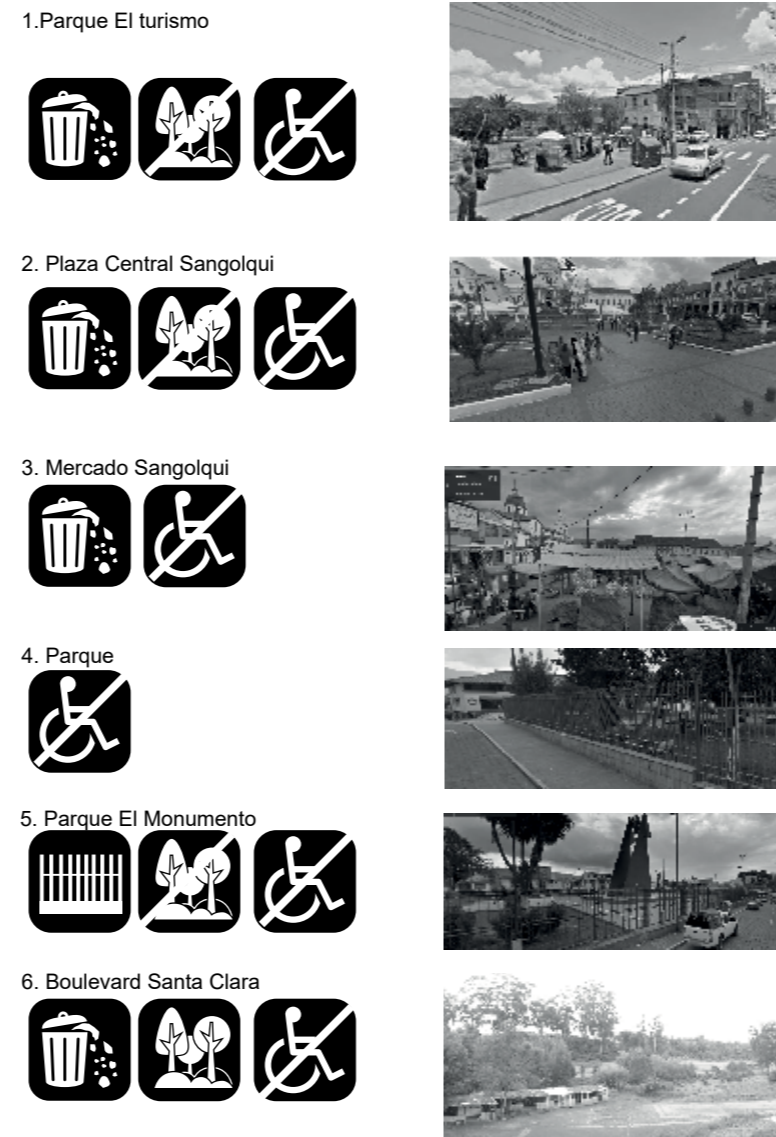 1.Parque El turismo
2. Plaza Central Sangolqui
3. Mercado Sangolqui
4. Parque
5. Parque El Monumento
6. Boulevard Santa Clara